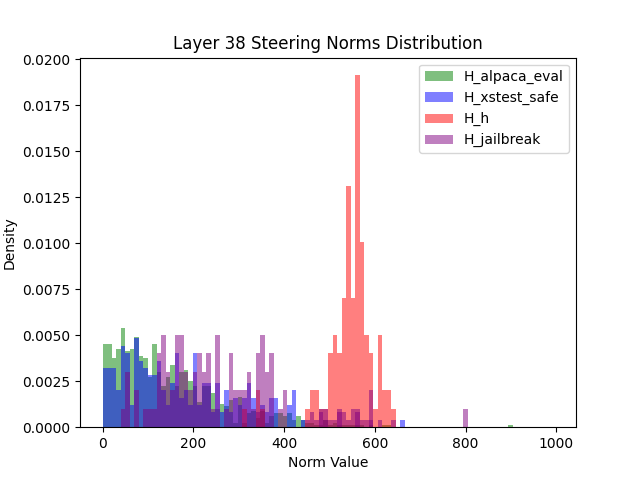 Layer 38 Steering Norms Distribution
H_alpaca_eval
H_xstest_safe
H_h
H_jailbreak
Density
0.0200
0.0175
0.0150
0.0125
0.0100
0.0075
0.0050
0.0025
0.0000
0
200
400
600
800
1000
Norm Value